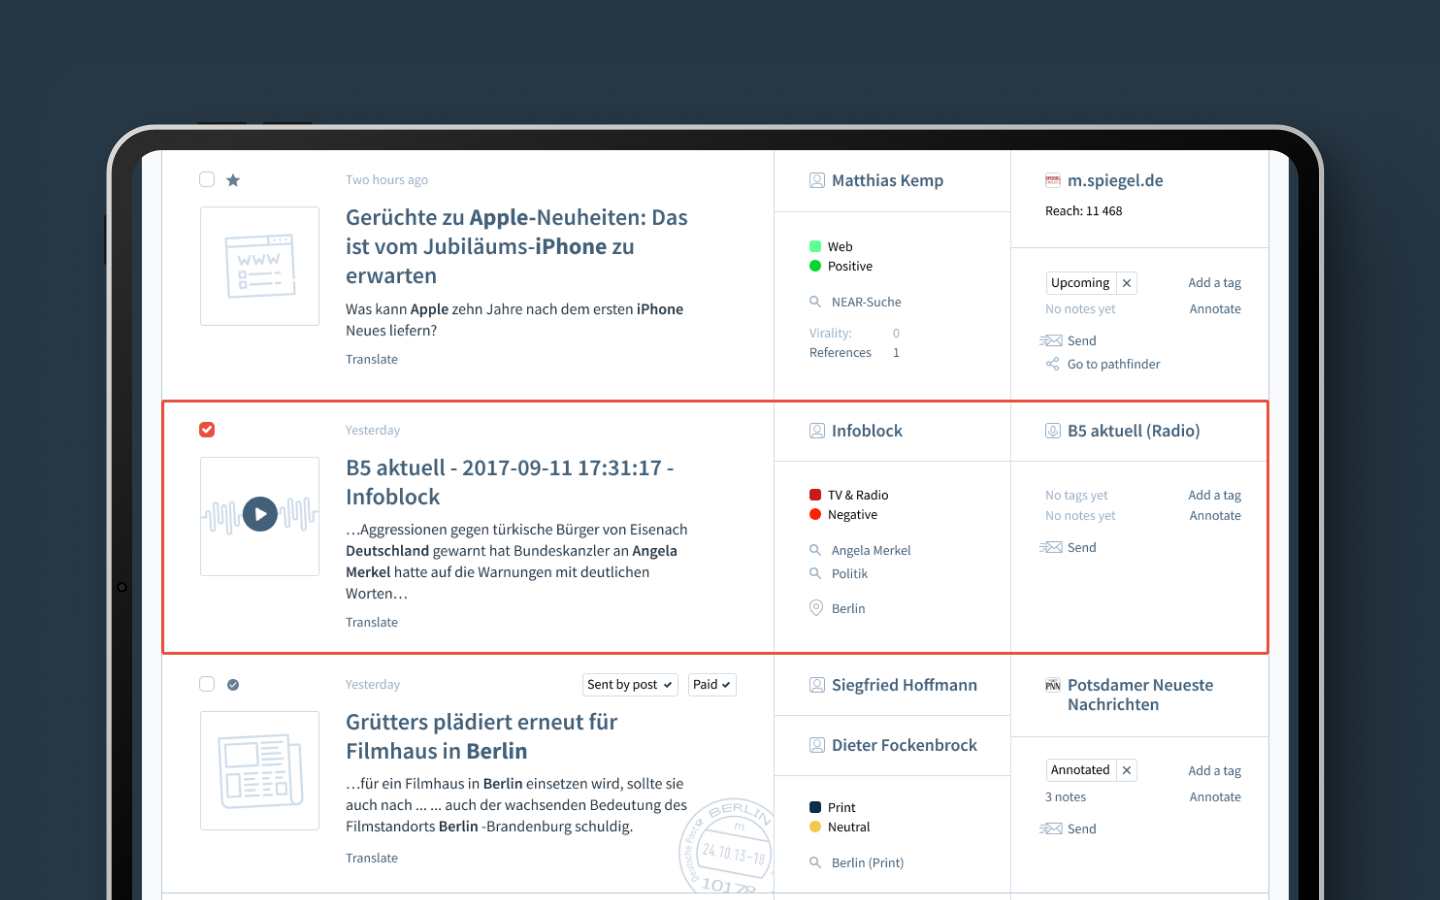 Two hours ago
Gerüchte zu Apple-Neuheiten: Das
ist vom Jubiläums-iPhone zu
erwarten
Was kann Apple zehn Jahre nach dem ersten iPhone
Neues liefern?
Translate
WWW
Matthias Kemp
Web
Positive
NEAR-Suche
Virality: 0
References 1
m.spiegel.de
Reach: 11 468
Upcoming ×
Add a tag
No notes yet
Annotate
Send
Go to pathfinder
Yesterday
B5 aktuell - 2017-09-11 17:31:17 -
Infoblock
…Aggressionen gegen türkische Bürger von Eisenach
Deutschland gewarnt hat Bundeskanzler an Angela
Merkel hatte auf die Warnungen mit deutlichen
Worten…
Translate
Infoblock
TV & Radio
Negative
Angela Merkel
Politik
Berlin
B5 aktuell (Radio)
No tags yet
Add a tag
No notes yet
Annotate
Send
Yesterday
Sent by post
Paid
Grütters plädiert erneut für
Filmhaus in Berlin
…für ein Filmhaus in Berlin einsetzen wird, sollte sie
auch nach ... ... auch der wachsenden Bedeutung des
Filmstandorts Berlin -Brandenburg schuldig.
Translate
BERLIN
m
Deutsche Post
24.10.13-18
10178
Siegfried Hoffmann
Dieter Fockenbrock
Print
Neutral
Berlin (Print)
PNN
Potsdamer Neueste
Nachrichten
Annotated ×
Add a tag
3 notes
Annotate
Send